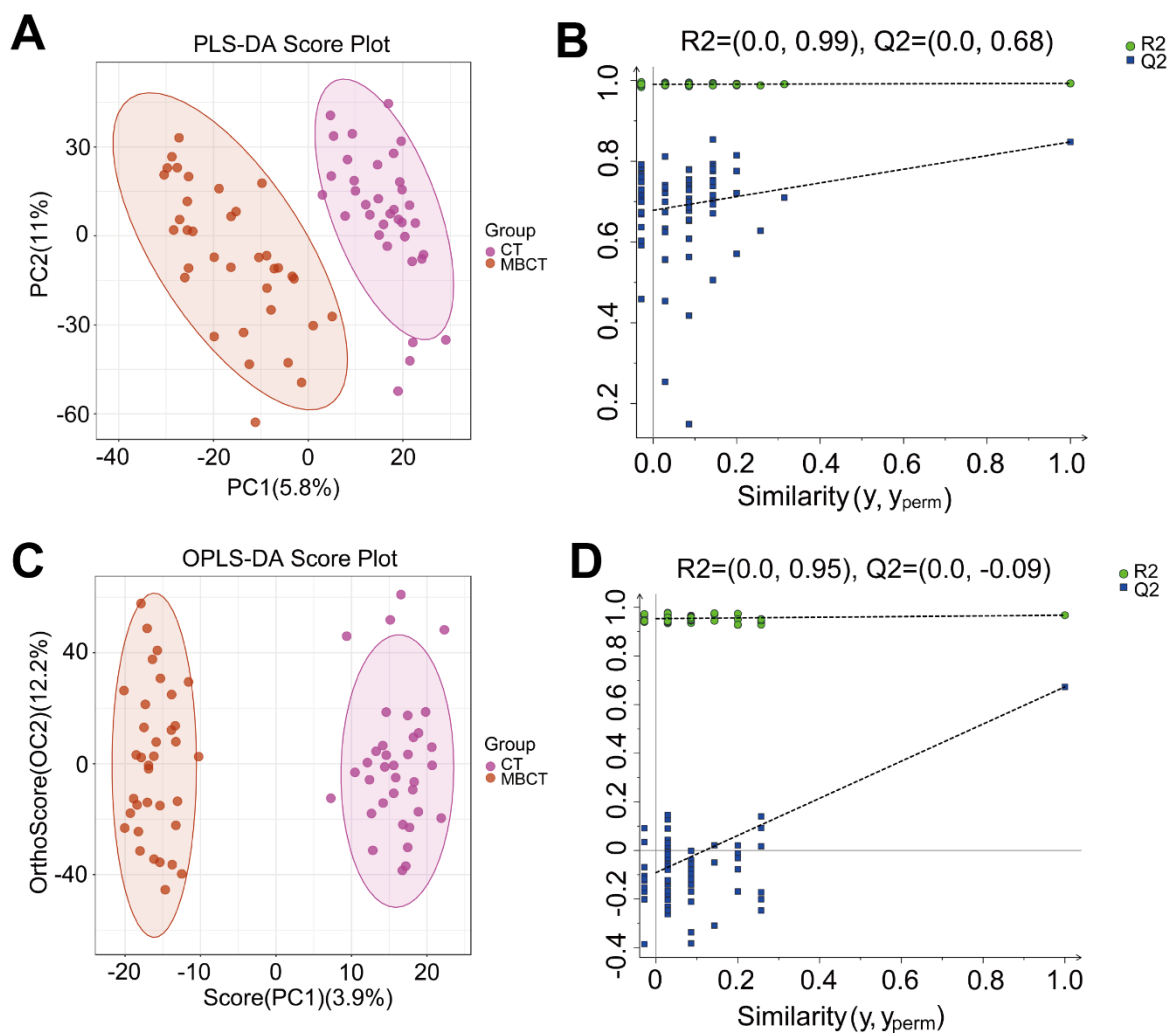 A
PLS-DA Score Plot
PC2(11%)
30
0
-30
-60
-40
-20
0
20
PC1(5.8%)
Group
CT
MBCT
B
R2=(0.0, 0.99), Q2=(0.0, 0.68)
R2
Q2
1.0
0.8
0.6
0.4
0.2
0.0
0.2
0.4
0.6
0.8
1.0
Similarity (y, yperm)
C
OPLS-DA Score Plot
OrthoScore(OC2)(12.2%)
40
0
-40
-20
-10
0
10
20
Score(PC1)(3.9%)
Group
CT
MBCT
D
R2=(0.0, 0.95), Q2=(0.0, -0.09)
R2
Q2
1.0
0.8
0.6
0.4
0.2
0
-0.2
-0.4
0.0
0.2
0.4
0.6
0.8
1.0
Similarity (y, yperm)